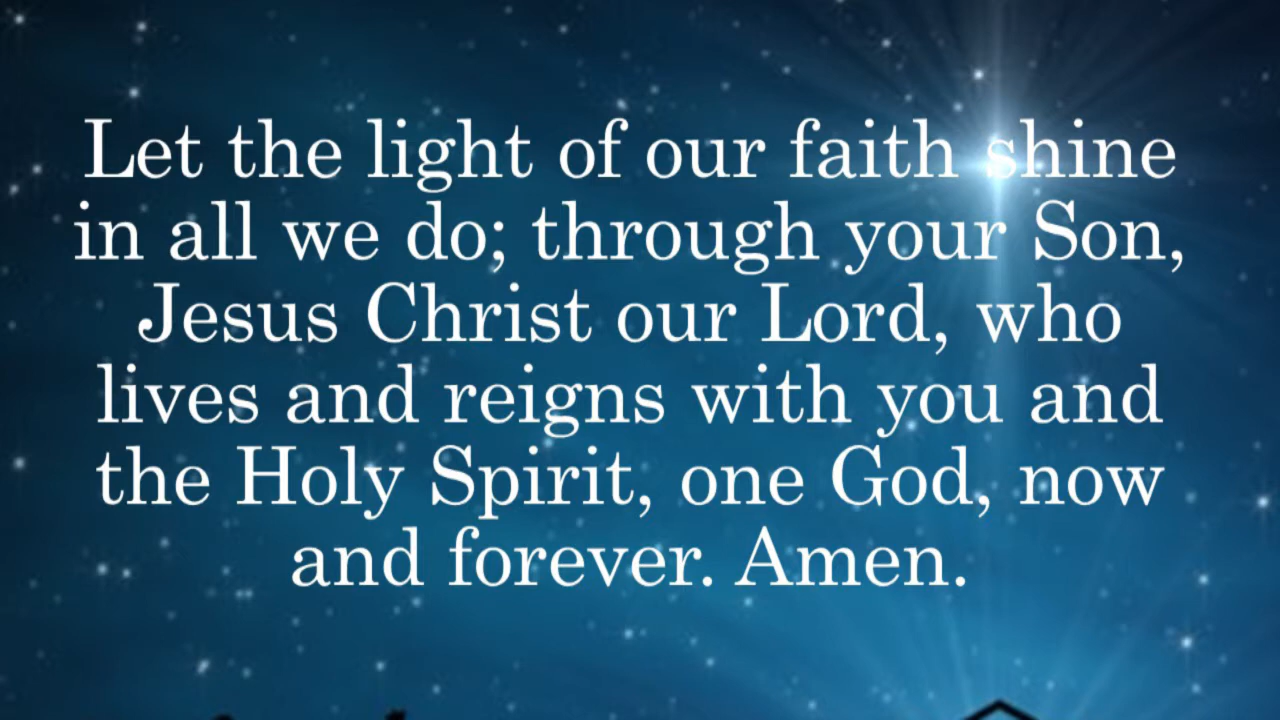 Let the light of our faith shine
in all we do; through your Son,
Jesus Christ our Lord, who
lives and reigns with you and
the Holy Spirit, one God, now
and forever. Amen.